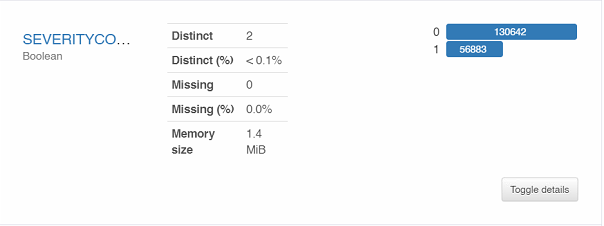 SEVERITYCO…
Boolean
Distinct 2
Distinct (%) < 0.1%
Missing 0
Missing (%) 0.0%
Memory size 1.4 MiB
0 130642
1 56883
Toggle details